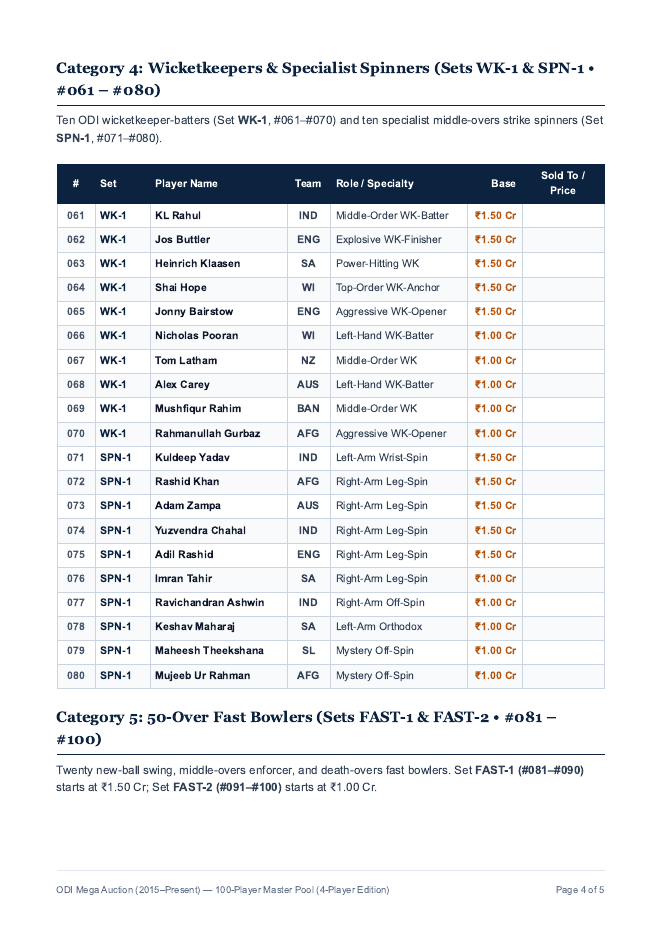 Category 4: Wicketkeepers & Specialist Spinners (Sets WK-1 & SPN-1 •
#061 – #080)
Ten ODI wicketkeeper-batters (Set WK-1, #061–#070) and ten specialist middle-overs strike spinners (Set
SPN-1, #071–#080).
# Set Player Name Team Role / Specialty Base Sold To /
Price
061 WK-1 KL Rahul IND Middle-Order WK-Batter ₹1.50 Cr
062 WK-1 Jos Buttler ENG Explosive WK-Finisher ₹1.50 Cr
063 WK-1 Heinrich Klaasen SA Power-Hitting WK ₹1.50 Cr
064 WK-1 Shai Hope WI Top-Order WK-Anchor ₹1.50 Cr
065 WK-1 Jonny Bairstow ENG Aggressive WK-Opener ₹1.50 Cr
066 WK-1 Nicholas Pooran WI Left-Hand WK-Batter ₹1.00 Cr
067 WK-1 Tom Latham NZ Middle-Order WK ₹1.00 Cr
068 WK-1 Alex Carey AUS Left-Hand WK-Batter ₹1.00 Cr
069 WK-1 Mushfiqur Rahim BAN Middle-Order WK ₹1.00 Cr
070 WK-1 Rahmanullah Gurbaz AFG Aggressive WK-Opener ₹1.00 Cr
071 SPN-1 Kuldeep Yadav IND Left-Arm Wrist-Spin ₹1.50 Cr
072 SPN-1 Rashid Khan AFG Right-Arm Leg-Spin ₹1.50 Cr
073 SPN-1 Adam Zampa AUS Right-Arm Leg-Spin ₹1.50 Cr
074 SPN-1 Yuzvendra Chahal IND Right-Arm Leg-Spin ₹1.50 Cr
075 SPN-1 Adil Rashid ENG Right-Arm Leg-Spin ₹1.50 Cr
076 SPN-1 Imran Tahir SA Right-Arm Leg-Spin ₹1.00 Cr
077 SPN-1 Ravichandran Ashwin IND Right-Arm Off-Spin ₹1.00 Cr
078 SPN-1 Keshav Maharaj SA Left-Arm Orthodox ₹1.00 Cr
079 SPN-1 Maheesh Theekshana SL Mystery Off-Spin ₹1.00 Cr
080 SPN-1 Mujeeb Ur Rahman AFG Mystery Off-Spin ₹1.00 Cr
Category 5: 50-Over Fast Bowlers (Sets FAST-1 & FAST-2 • #081 –
#100)
Twenty new-ball swing, middle-overs enforcer, and death-overs fast bowlers. Set FAST-1 (#081–#090)
starts at ₹1.50 Cr; Set FAST-2 (#091–#100) starts at ₹1.00 Cr.
ODI Mega Auction (2015–Present) — 100-Player Master Pool (4-Player Edition) Page 4 of 5